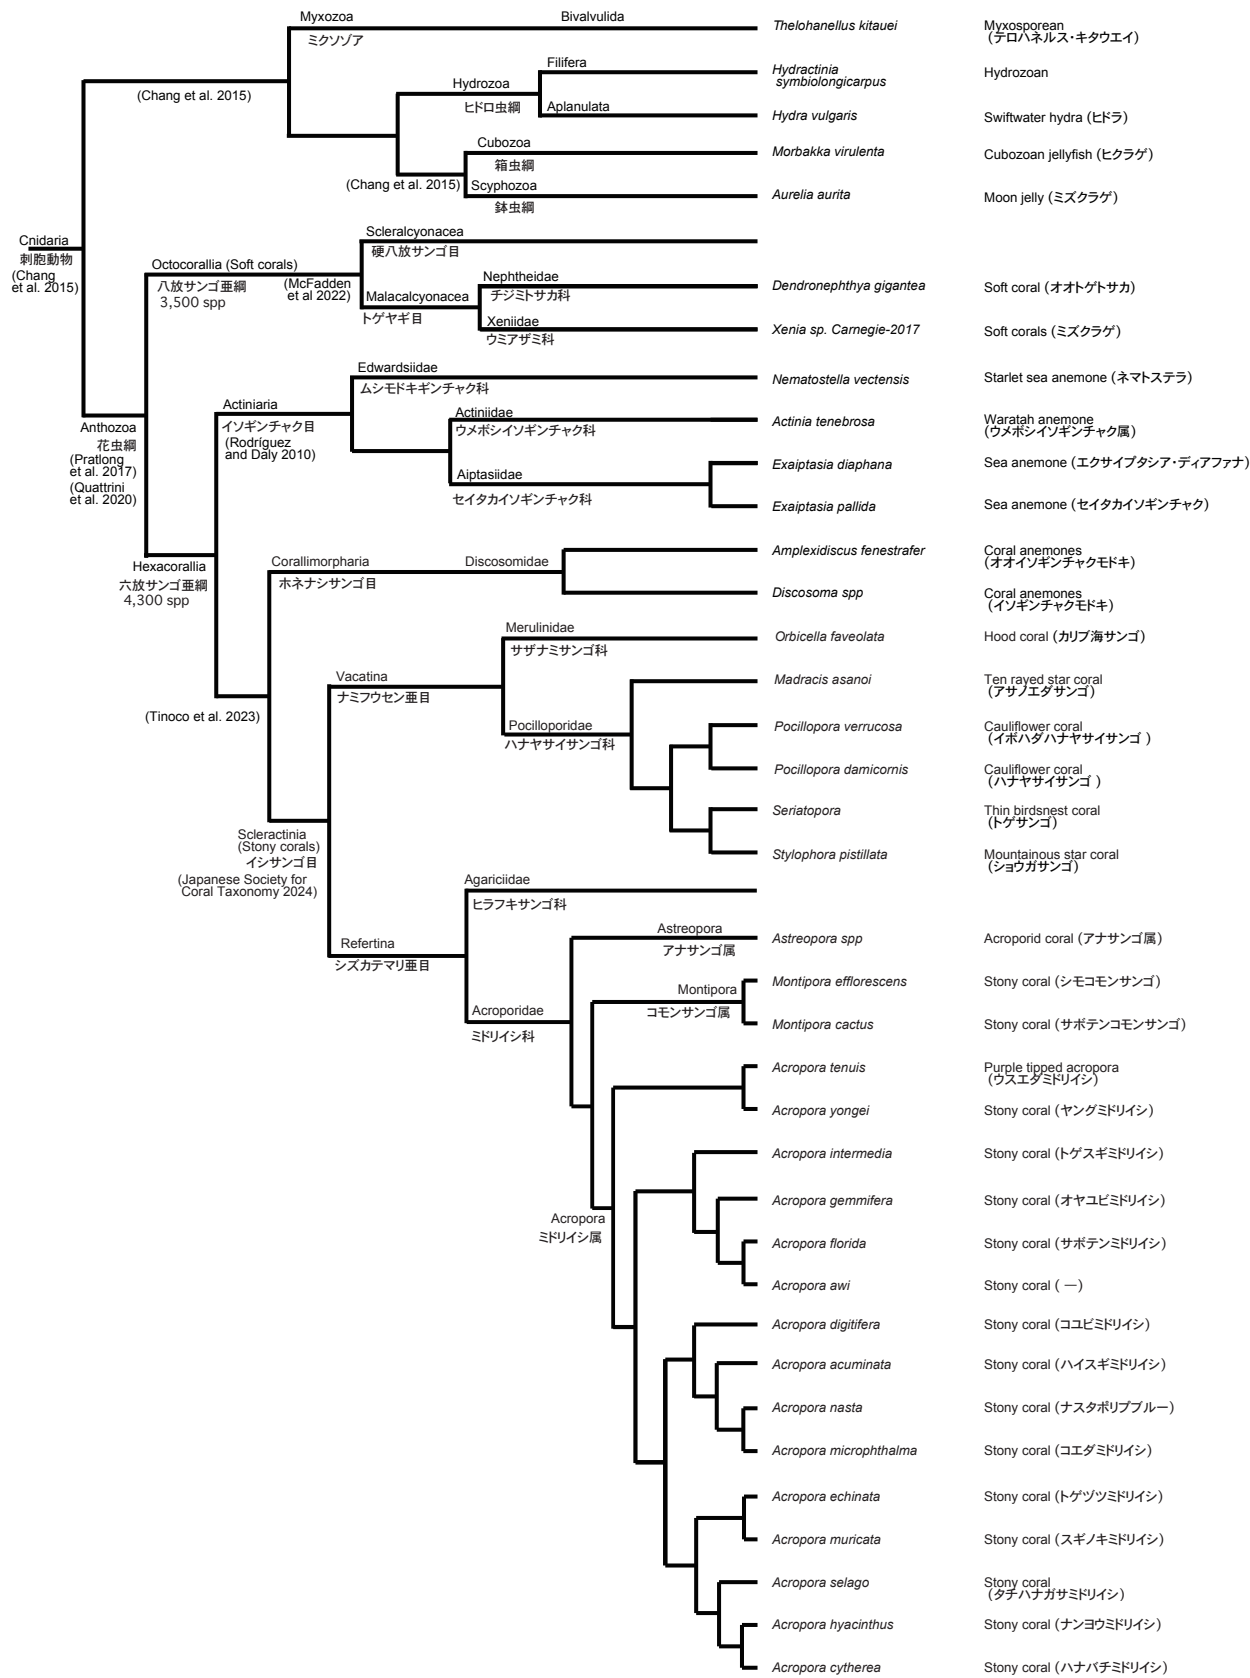 Myxozoa
Bivalvulida
ミクソゾア
Thelohanellus kitauei
Myxosporean
(テロハネルス・キタウエイ)
(Chang et al. 2015)
Hydrozoa
ヒドロ虫綱
Filifera
Hydractinia
symbiolongicarpus
Hydrozoan
Aplanulata
Hydra vulgaris
Swiftwater hydra (ヒドラ)
Cubozoa
箱虫綱
Morbakka virulenta
Cubozoan jellyfish (ヒクラゲ)
(Chang et al. 2015)
Scyphozoa
鉢虫綱
Aurelia aurita
Moon jelly (ミズクラゲ)
Cnidaria
刺胞動物
(Chang
et al. 2015)
Octocorallia (Soft corals)
八放サンゴ亜綱
3,500 spp
(McFadden
et al 2022)
Scleralcyonacea
硬八放サンゴ目
Malacalcyonacea
トゲヤギ目
Nephtheidae
チジミトサカ科
Dendronephthya gigantea
Soft coral (オオトゲトサカ)
Xeniidae
ウミアザミ科
Xenia sp. Carnegie-2017
Soft corals (ミズクラゲ)
Anthozoa
花虫綱
(Pratlong
et al. 2017)
(Quattrini
et al. 2020)
Actiniaria
イソギンチャク目
(Rodríguez
and Daly 2010)
Edwardsiidae
ムシモドキギンチャク科
Nematostella vectensis
Starlet sea anemone (ネマトステラ)
Actiniidae
ウメボシイソギンチャク科
Actinia tenebrosa
Waratah anemone
(ウメボシイソギンチャク属)
Aiptasiidae
セイタカイソギンチャク科
Exaiptasia diaphana
Sea anemone (エクサイプタシア・ディアファナ)
Exaiptasia pallida
Sea anemone (セイタカイソギンチャク)
Hexacorallia
六放サンゴ亜綱
4,300 spp
Corallimorpharia
ホネナシサンゴ目
Discosomidae
Amplexidiscus fenestrafer
Coral anemones
(オオイソギンチャクモドキ)
Discosoma spp
Coral anemones
(イソギンチャクモドキ)
(Tinoco et al. 2023)
Vacatina
ナミフウセン亜目
Merulinidae
サザナミサンゴ科
Orbicella faveolata
Hood coral (カリブ海サンゴ)
Pocilloporidae
ハナヤサイサンゴ科
Madracis asanoi
Ten rayed star coral
(アサノエダサンゴ)
Pocillopora verrucosa
Cauliflower coral
(イボハダハナヤサイサンゴ )
Pocillopora damicornis
Cauliflower coral
(ハナヤサイサンゴ )
Seriatopora
Thin birdsnest coral
(トゲサンゴ)
Stylophora pistillata
Mountainous star coral
(ショウガサンゴ)
Scleractinia
(Stony corals)
イシサンゴ目
(Japanese Society for
Coral Taxonomy 2024)
Refertina
シズカテマリ亜目
Agariciidae
ヒラフキサンゴ科
Acroporidae
ミドリイシ科
Astreopora
アナサンゴ属
Astreopora spp
Acroporid coral (アナサンゴ属)
Montipora
コモンサンゴ属
Montipora efflorescens
Stony coral (シモコモンサンゴ)
Montipora cactus
Stony coral (サボテンコモンサンゴ)
Acropora
ミドリイシ属
Acropora tenuis
Purple tipped acropora
(ウスエダミドリイシ)
Acropora yongei
Stony coral (ヤングミドリイシ)
Acropora intermedia
Stony coral (トゲスギミドリイシ)
Acropora gemmifera
Stony coral (オヤユビミドリイシ)
Acropora florida
Stony coral (サボテンミドリイシ)
Acropora awi
Stony coral ( ―)
Acropora digitifera
Stony coral (コユビミドリイシ)
Acropora acuminata
Stony coral (ハイスギミドリイシ)
Acropora nasta
Stony coral (ナスタポリプブルー)
Acropora microphthalma
Stony coral (コエダミドリイシ)
Acropora echinata
Stony coral (トゲヅツミドリイシ)
Acropora muricata
Stony coral (スギノキミドリイシ)
Acropora selago
Stony coral
(タチハナガサミドリイシ)
Acropora hyacinthus
Stony coral (ナンヨウミドリイシ)
Acropora cytherea
Stony coral (ハナバチミドリイシ)